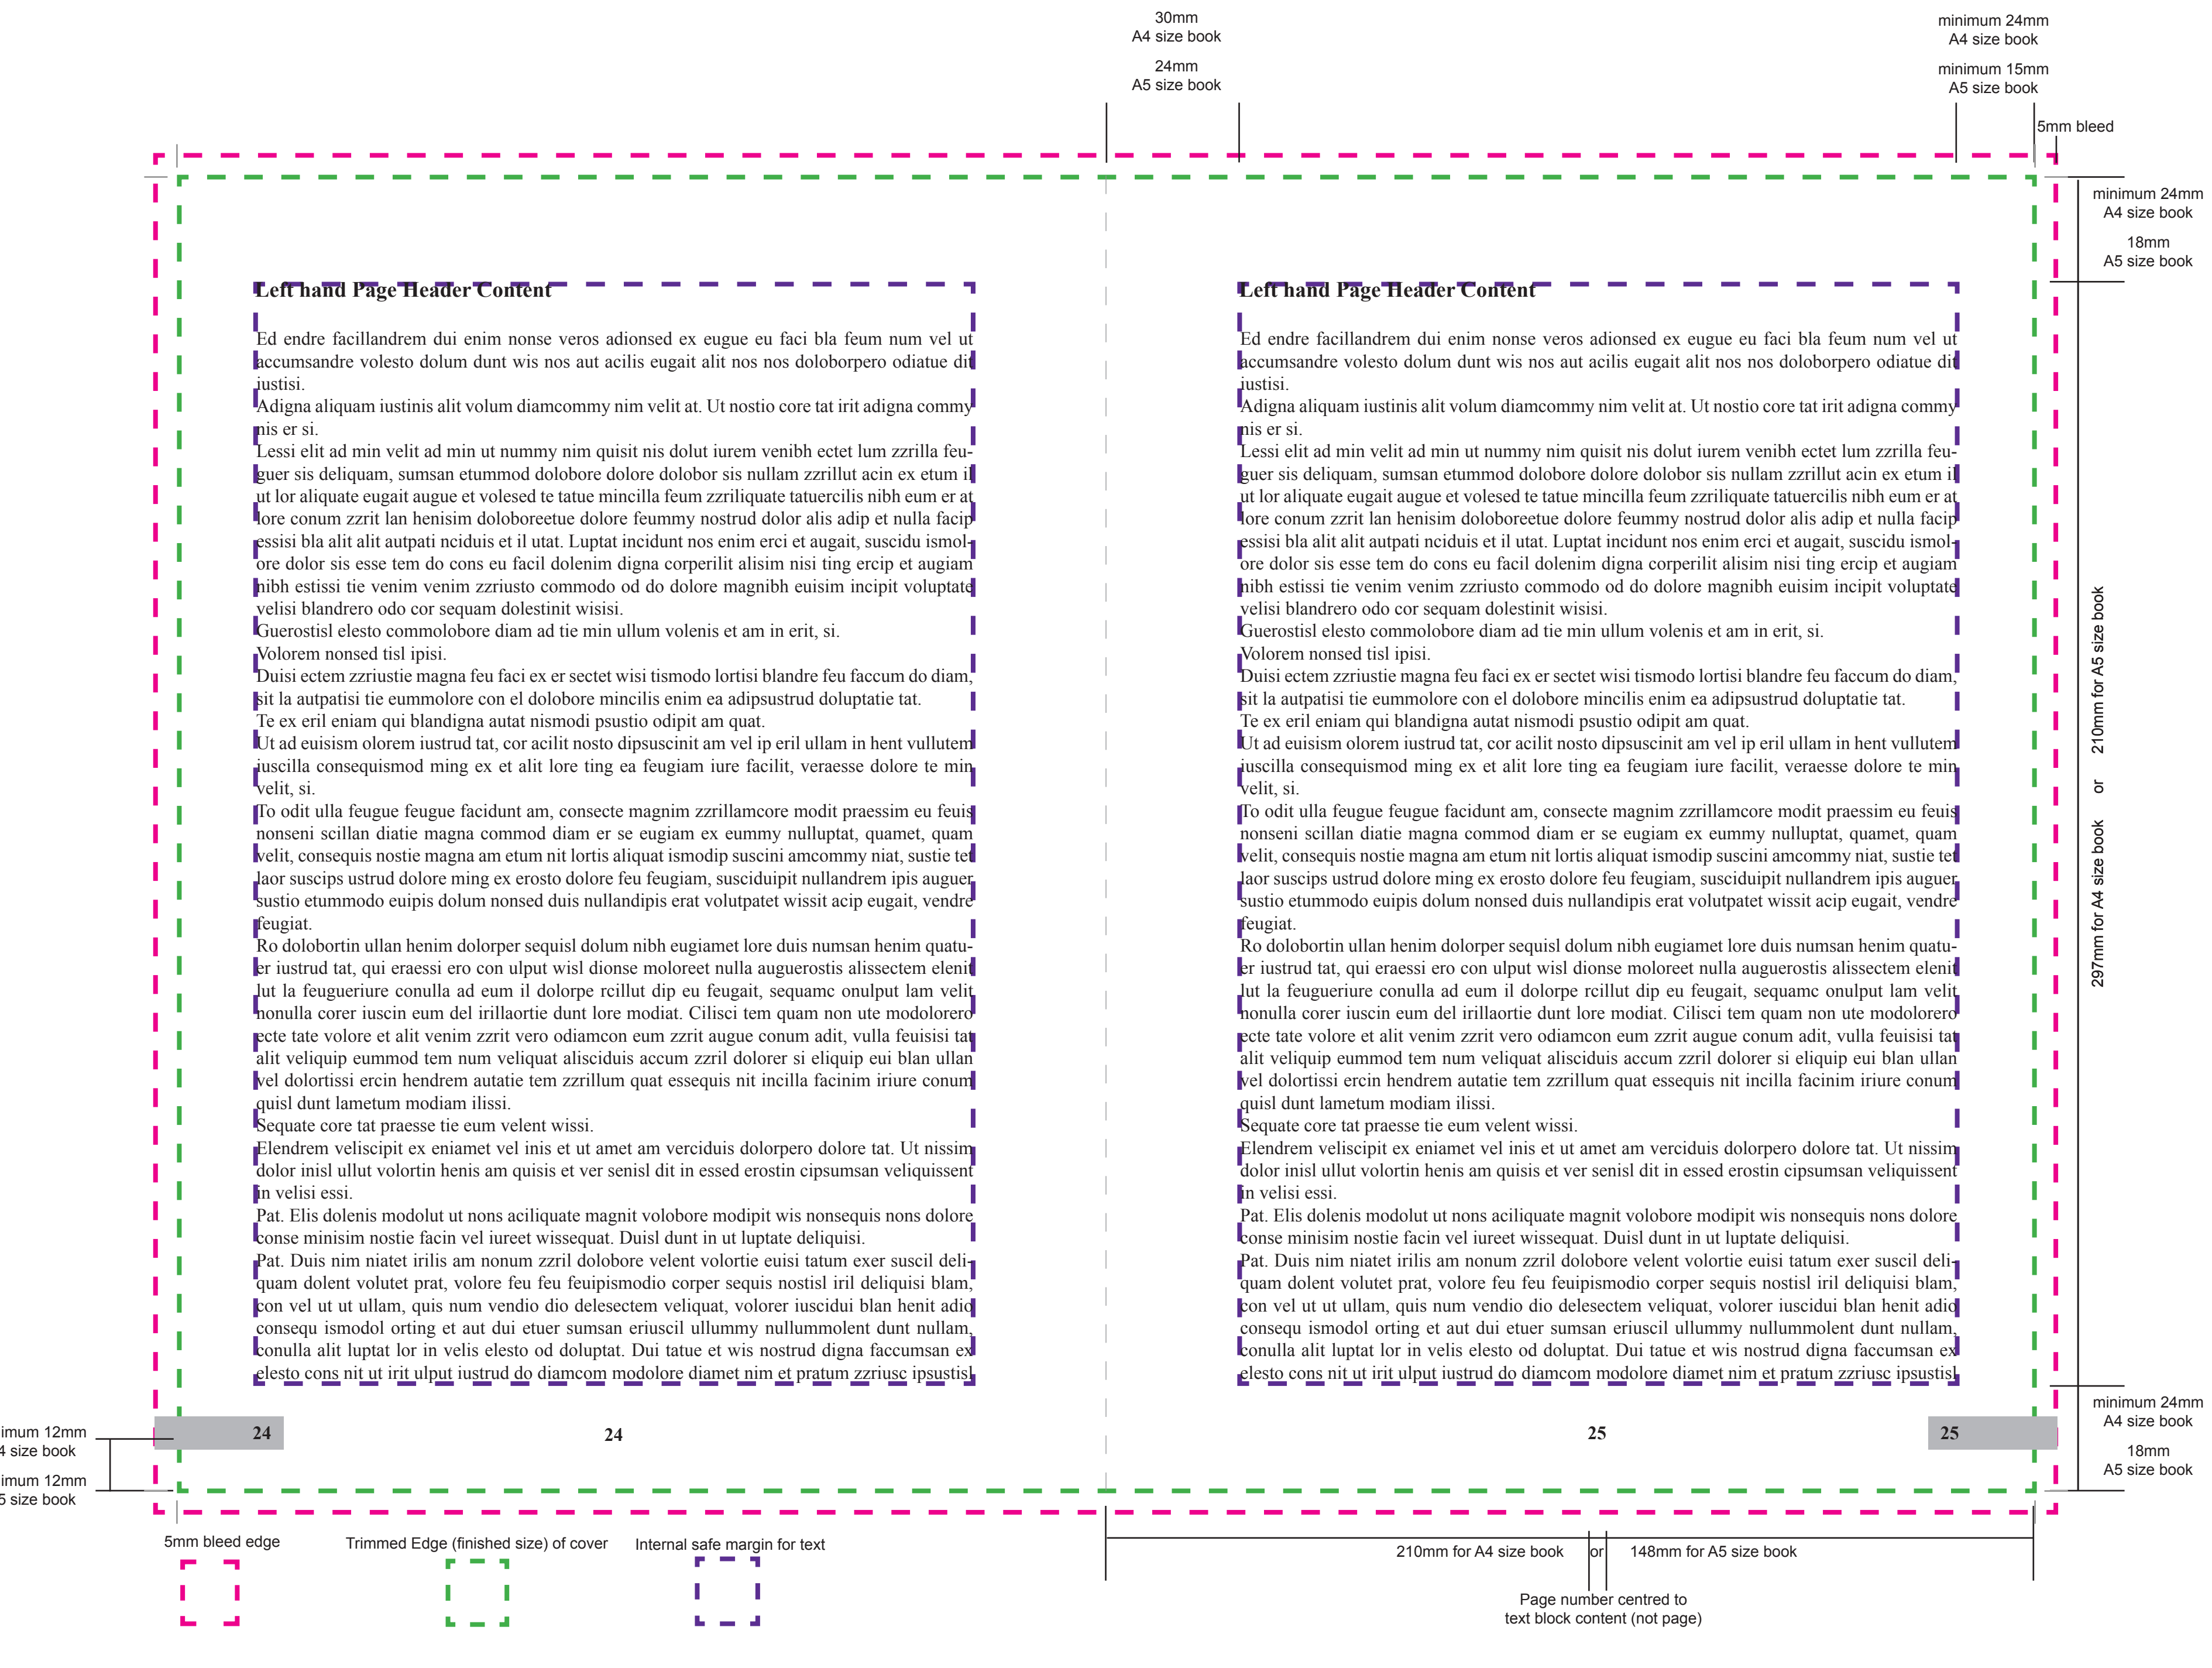 30mm
A4 size book
24mm
A5 size book
minimum 24mm
A4 size book
minimum 15mm
A5 size book
5mm bleed
minimum 24mm
A4 size book
18mm
A5 size book
Left hand Page Header Content
Ed endre facillandrem dui enim nonse veros adionsed ex eugue eu faci bla feum num vel ut
accumsandre volesto dolum dunt wis nos aut acilis eugait alit nos nos doloborpero odiatue dit
iustisi.
Adigna aliquam iustinis alit volum diamcommy nim velit at. Ut nostio core tat irit adigna commy
nis er si.
Lessi elit ad min velit ad min ut nummy nim quisit nis dolut iurem venibh ectet lum zzrilla feu-
guer sis deliquam, sumsan etummod dolobore dolore dolobor sis nullam zzrillut acin ex etum il
ut lor aliquate eugait augue et volesed te tatue mincilla feum zzriliquate tatuercilis nibh eum er at
lore conum zzrit lan henisim doloboreetue dolore feummy nostrud dolor alis adip et nulla facip
essisi bla alit alit autpati nciduis et il utat. Luptat incidunt nos enim erci et augait, suscidu ismol-
ore dolor sis esse tem do cons eu facil dolenim digna corperilit alisim nisi ting ercip et augiam
nibh estissi tie venim venim zzriusto commodo od do dolore magnibh euisim incipit voluptate
velisi blandrero odo cor sequam dolestinit wisisi.
Guerostisl elesto commolobore diam ad tie min ullum volenis et am in erit, si.
Volorem nonsed tisl ipisi.
Duisi ectem zzriustie magna feu faci ex er sectet wisi tismodo lortisi blandre feu faccum do diam,
sit la autpatisi tie eummolore con el dolobore mincilis enim ea adipsustrud doluptatie tat.
Te ex eril eniam qui blandigna autat nismodi psustio odipit am quat.
Ut ad euisism olorem iustrud tat, cor acilit nosto dipsuscinit am vel ip eril ullam in hent vullutem
iuscilla consequismod ming ex et alit lore ting ea feugiam iure facilit, veraesse dolore te min
velit, si.
To odit ulla feugue feugue facidunt am, consecte magnim zzrillamcore modit praessim eu feuis
nonseni scillan diatie magna commod diam er se eugiam ex eummy nulluptat, quamet, quam
velit, consequis nostie magna am etum nit lortis aliquat ismodip suscini amcommy niat, sustie tet
laor suscips ustrud dolore ming ex erosto dolore feu feugiam, susciduipit nullandrem ipis auguer
sustio etummodo euipis dolum nonsed duis nullandipis erat volutpatet wissit acip eugait, vendre
feugiat.
Ro dolobortin ullan henim dolorper sequisl dolum nibh eugiamet lore duis numsan henim quatu-
er iustrud tat, qui eraessi ero con ulput wisl dionse moloreet nulla auguerostis alissectem elenit
lut la feugueriure conulla ad eum il dolorpe rcillut dip eu feugait, sequamc onulput lam velit
nonulla corer iuscin eum del irillaortie dunt lore modiat. Cilisci tem quam non ute modolorero
ecte tate volore et alit venim zzrit vero odiamcon eum zzrit augue conum adit, vulla feuisisi tat
alit veliquip eummod tem num veliquat alisciduis accum zzril dolorer si eliquip eui blan ullan
vel dolortissi ercin hendrem autatie tem zzrillum quat essequis nit incilla facinim iriure conum
quisl dunt lametum modiam ilissi.
Sequate core tat praesse tie eum velent wissi.
Elendrem veliscipit ex eniamet vel inis et ut amet am verciduis dolorpero dolore tat. Ut nissim
dolor inisl ullut volortin henis am quisis et ver senisl dit in essed erostin cipsumsan veliquissent
in velisi essi.
Pat. Elis dolenis modolut ut nons aciliquate magnit volobore modipit wis nonsequis nons dolore
conse minisim nostie facin vel iureet wissequat. Duisl dunt in ut luptate deliquisi.
Pat. Duis nim niatet irilis am nonum zzril dolobore velent volortie euisi tatum exer suscil deli-
quam dolent volutet prat, volore feu feu feuipismodio corper sequis nostisl iril deliquisi blam,
con vel ut ut ullam, quis num vendio dio delesectem veliquat, volorer iuscidui blan henit adio
consequ ismodol orting et aut dui etuer sumsan eriuscil ullummy nullummolent dunt nullam,
conulla alit luptat lor in velis elesto od doluptat. Dui tatue et wis nostrud digna faccumsan ex
elesto cons nit ut irit ulput iustrud do diamcom modolore diamet nim et pratum zzriusc ipsustisl
24
24
Left hand Page Header Content
Ed endre facillandrem dui enim nonse veros adionsed ex eugue eu faci bla feum num vel ut
accumsandre volesto dolum dunt wis nos aut acilis eugait alit nos nos doloborpero odiatue dit
iustisi.
Adigna aliquam iustinis alit volum diamcommy nim velit at. Ut nostio core tat irit adigna commy
nis er si.
Lessi elit ad min velit ad min ut nummy nim quisit nis dolut iurem venibh ectet lum zzrilla feu-
guer sis deliquam, sumsan etummod dolobore dolore dolobor sis nullam zzrillut acin ex etum il
ut lor aliquate eugait augue et volesed te tatue mincilla feum zzriliquate tatuercilis nibh eum er at
lore conum zzrit lan henisim doloboreetue dolore feummy nostrud dolor alis adip et nulla facip
essisi bla alit alit autpati nciduis et il utat. Luptat incidunt nos enim erci et augait, suscidu ismol-
ore dolor sis esse tem do cons eu facil dolenim digna corperilit alisim nisi ting ercip et augiam
nibh estissi tie venim venim zzriusto commodo od do dolore magnibh euisim incipit voluptate
velisi blandrero odo cor sequam dolestinit wisisi.
Guerostisl elesto commolobore diam ad tie min ullum volenis et am in erit, si.
Volorem nonsed tisl ipisi.
Duisi ectem zzriustie magna feu faci ex er sectet wisi tismodo lortisi blandre feu faccum do diam,
sit la autpatisi tie eummolore con el dolobore mincilis enim ea adipsustrud doluptatie tat.
Te ex eril eniam qui blandigna autat nismodi psustio odipit am quat.
Ut ad euisism olorem iustrud tat, cor acilit nosto dipsuscinit am vel ip eril ullam in hent vullutem
iuscilla consequismod ming ex et alit lore ting ea feugiam iure facilit, veraesse dolore te min
velit, si.
To odit ulla feugue feugue facidunt am, consecte magnim zzrillamcore modit praessim eu feuis
nonseni scillan diatie magna commod diam er se eugiam ex eummy nulluptat, quamet, quam
velit, consequis nostie magna am etum nit lortis aliquat ismodip suscini amcommy niat, sustie tet
laor suscips ustrud dolore ming ex erosto dolore feu feugiam, susciduipit nullandrem ipis auguer
sustio etummodo euipis dolum nonsed duis nullandipis erat volutpatet wissit acip eugait, vendre
feugiat.
Ro dolobortin ullan henim dolorper sequisl dolum nibh eugiamet lore duis numsan henim quatu-
er iustrud tat, qui eraessi ero con ulput wisl dionse moloreet nulla auguerostis alissectem elenit
lut la feugueriure conulla ad eum il dolorpe rcillut dip eu feugait, sequamc onulput lam velit
nonulla corer iuscin eum del irillaortie dunt lore modiat. Cilisci tem quam non ute modolorero
ecte tate volore et alit venim zzrit vero odiamcon eum zzrit augue conum adit, vulla feuisisi tat
alit veliquip eummod tem num veliquat alisciduis accum zzril dolorer si eliquip eui blan ullan
vel dolortissi ercin hendrem autatie tem zzrillum quat essequis nit incilla facinim iriure conum
quisl dunt lametum modiam ilissi.
Sequate core tat praesse tie eum velent wissi.
Elendrem veliscipit ex eniamet vel inis et ut amet am verciduis dolorpero dolore tat. Ut nissim
dolor inisl ullut volortin henis am quisis et ver senisl dit in essed erostin cipsumsan veliquissent
in velisi essi.
Pat. Elis dolenis modolut ut nons aciliquate magnit volobore modipit wis nonsequis nons dolore
conse minisim nostie facin vel iureet wissequat. Duisl dunt in ut luptate deliquisi.
Pat. Duis nim niatet irilis am nonum zzril dolobore velent volortie euisi tatum exer suscil deli-
quam dolent volutet prat, volore feu feu feuipismodio corper sequis nostisl iril deliquisi blam,
con vel ut ut ullam, quis num vendio dio delesectem veliquat, volorer iuscidui blan henit adio
consequ ismodol orting et aut dui etuer sumsan eriuscil ullummy nullummolent dunt nullam,
conulla alit luptat lor in velis elesto od doluptat. Dui tatue et wis nostrud digna faccumsan ex
elesto cons nit ut irit ulput iustrud do diamcom modolore diamet nim et pratum zzriusc ipsustisl
25
25
297mm for A4 size book or 210mm for A5 size book
minimum 24mm
A4 size book
18mm
A5 size book
imum 12mm
4 size book
imum 12mm
5 size book
5mm bleed edge
Trimmed Edge (finished size) of cover
Internal safe margin for text
210mm for A4 size book or 148mm for A5 size book
Page number centred to
text block content (not page)